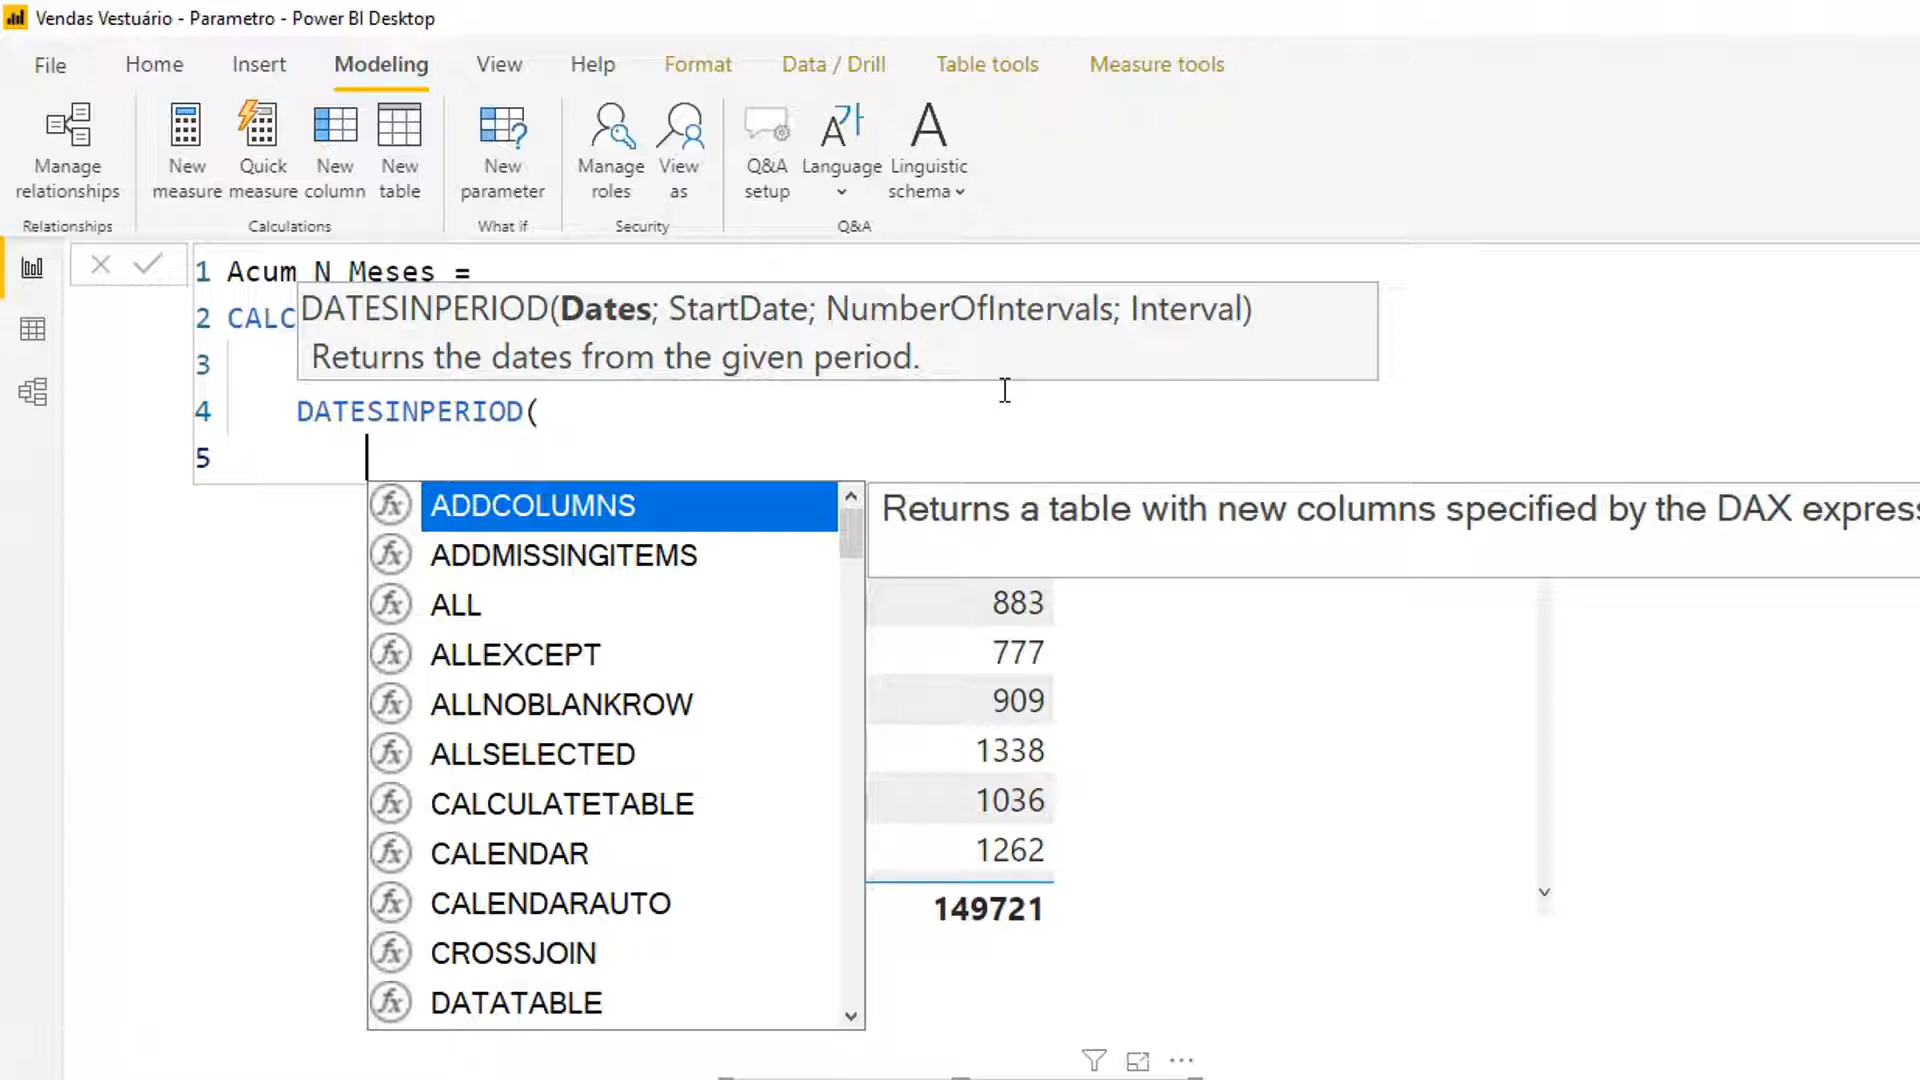 Vendas Vestuário - Parametro - Power BI Desktop
File Home Insert Modeling View Help Format Data / Drill Table tools Measure tools
Manage relationships
New measure
Quick measure
New column
New table
New parameter
Manage roles
View as
Q&A setup
Language
Linguistic schema
Relationships Calculations What if Security Q&A
1 Acum N Meses =
2 CALC
DATESINPERIOD(Dates; StartDate; NumberOfIntervals; Interval)
Returns the dates from the given period.
3
4 DATESINPERIOD(
5
ADDCOLUMNS
Returns a table with new columns specified by the DAX express
ADDMISSINGITEMS
ALL
ALLEXCEPT
ALLNOBLANKROW
ALLSELECTED
CALCULATETABLE
CALENDAR
CALENDARAUTO
CROSSJOIN
DATATABLE
883
777
909
1338
1036
1262
149721